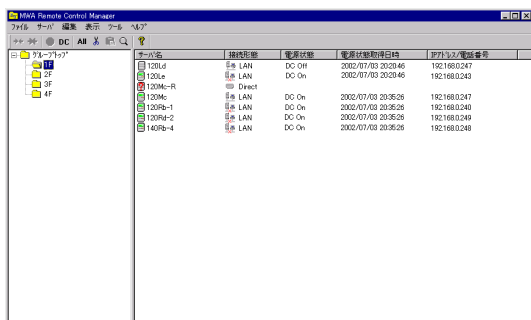 MWA Remote Control Manager
ファイル サーバ 編集 表示 ツール ヘルプ
DC All
グループトップ
1F
2F
3F
4F
サーバ名 接続形態 電源状態 電源状態取得日時 IPアドレス/電話番号
120Ld LAN DC Off 2002/07/03 20:20:46 192.168.0.247
120Le LAN DC On 2002/07/03 20:20:46 192.168.0.243
120Mc-R Direct
120Mc LAN DC On 2002/07/03 20:35:26 192.168.0.247
120Rb-1 LAN DC On 2002/07/03 20:35:26 192.168.0.240
120Rd-2 LAN DC On 2002/07/03 20:35:26 192.168.0.249
140Rb-4 LAN DC On 2002/07/03 20:35:26 192.168.0.248